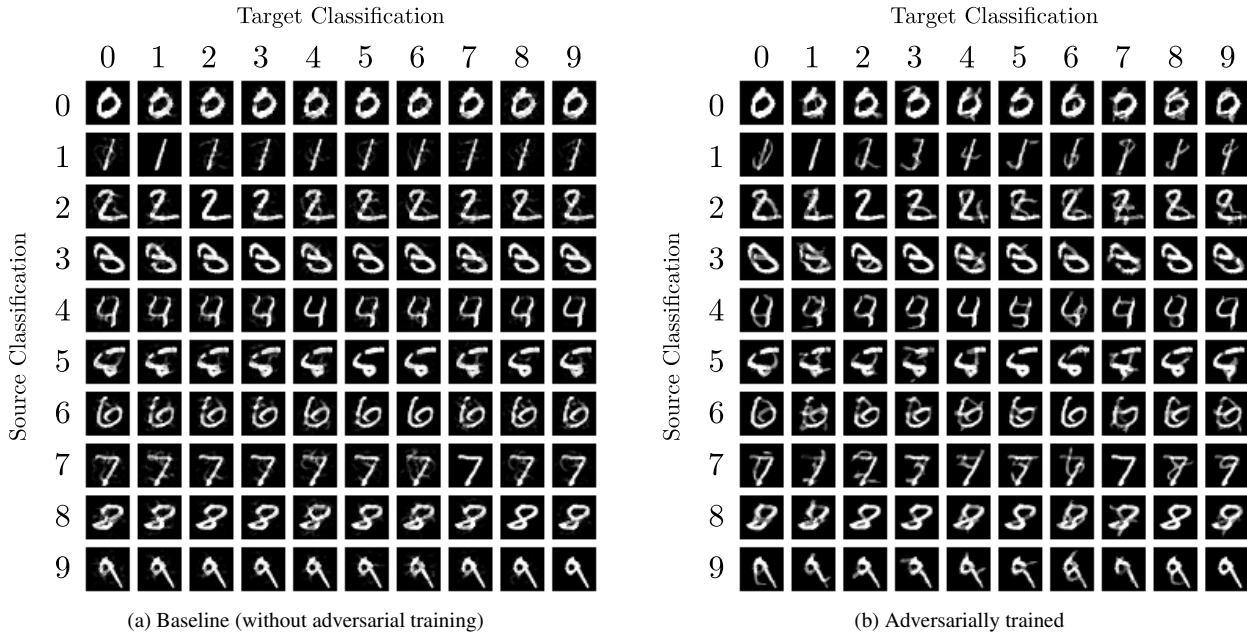 Target Classification
0 1 2 3 4 5 6 7 8 9
Source Classification
0
1
2
3
4
5
6
7
8
9
(a) Baseline (without adversarial training)
Target Classification
0 1 2 3 4 5 6 7 8 9
Source Classification
0
1
2
3
4
5
6
7
8
9
(b) Adversarially trained